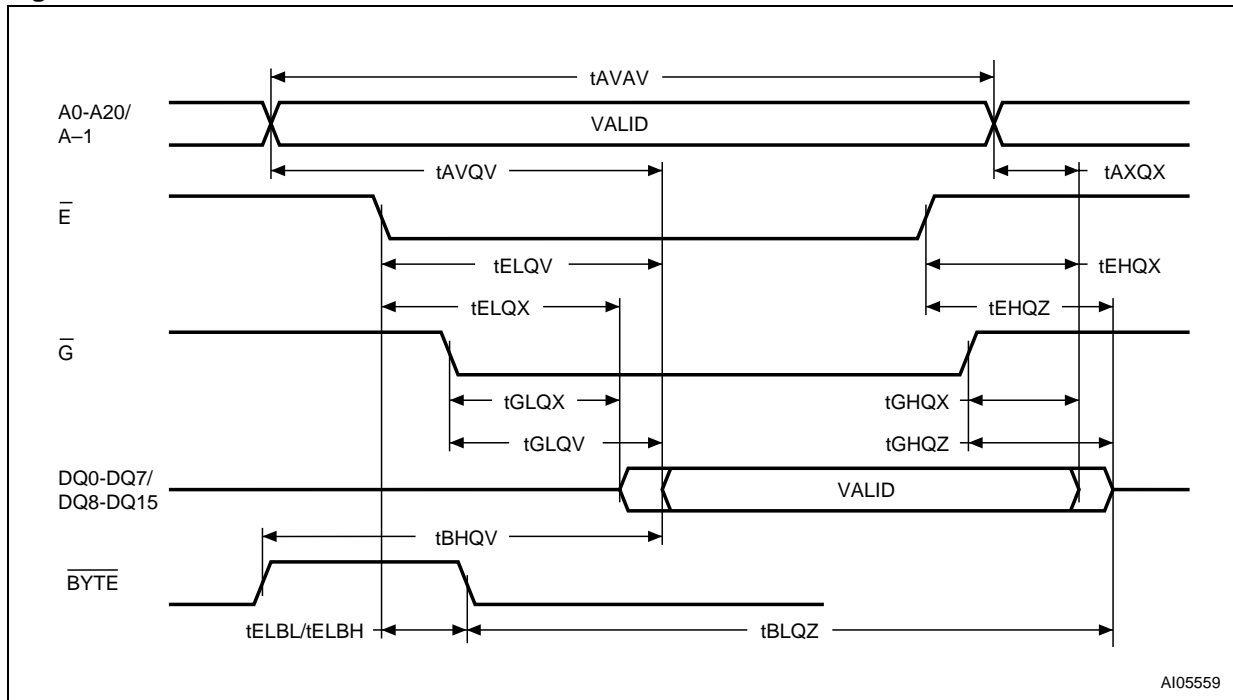 tAVAV
A0-A20/
A–1
VALID
tAVQV
tAXQX
E
tELQV
tEHQX
tELQX
tEHQZ
G
tGLQX
tGHQX
tGLQV
tGHQZ
DQ0-DQ7/
DQ8-DQ15
VALID
tBHQV
BYTE
tELBL/tELBH
tBLQZ
AI05559